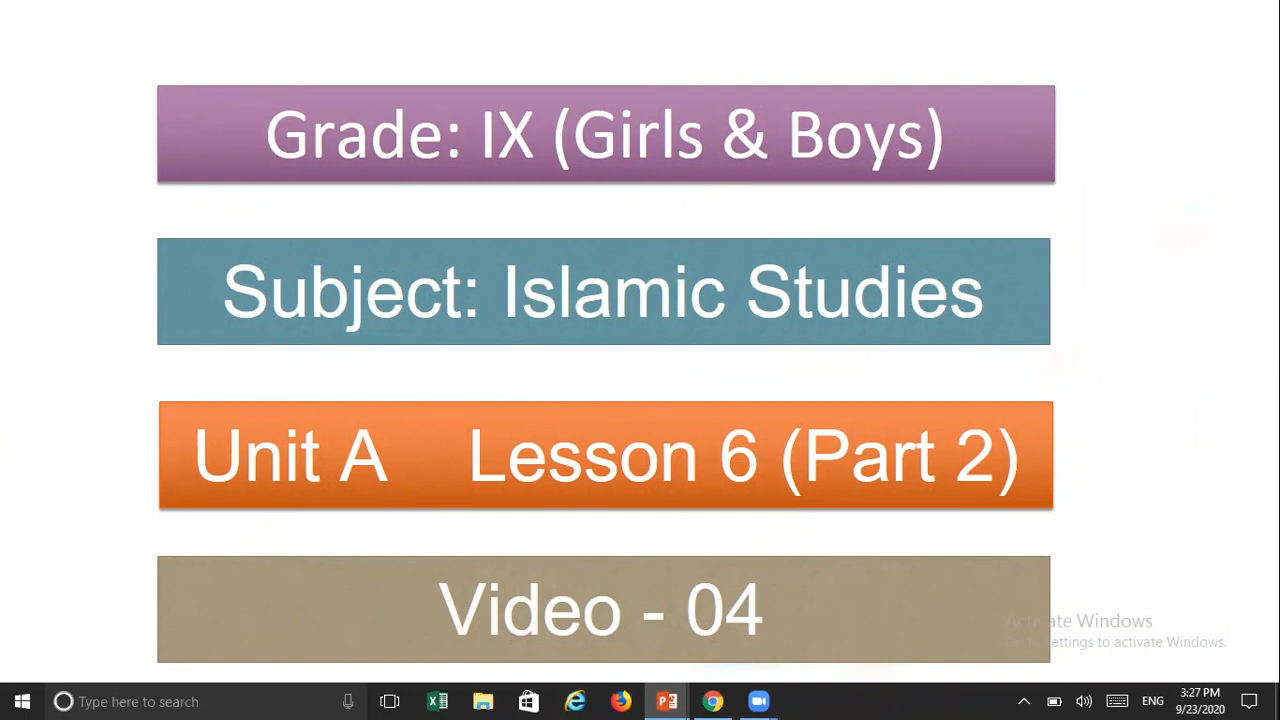 Grade: IX (Girls & Boys)
Subject: Islamic Studies
Unit A Lesson 6 (Part 2)
Video - 04
Activate Windows
Go to Settings to activate Windows.
Type here to search
ENG
3:27 PM
9/23/2020